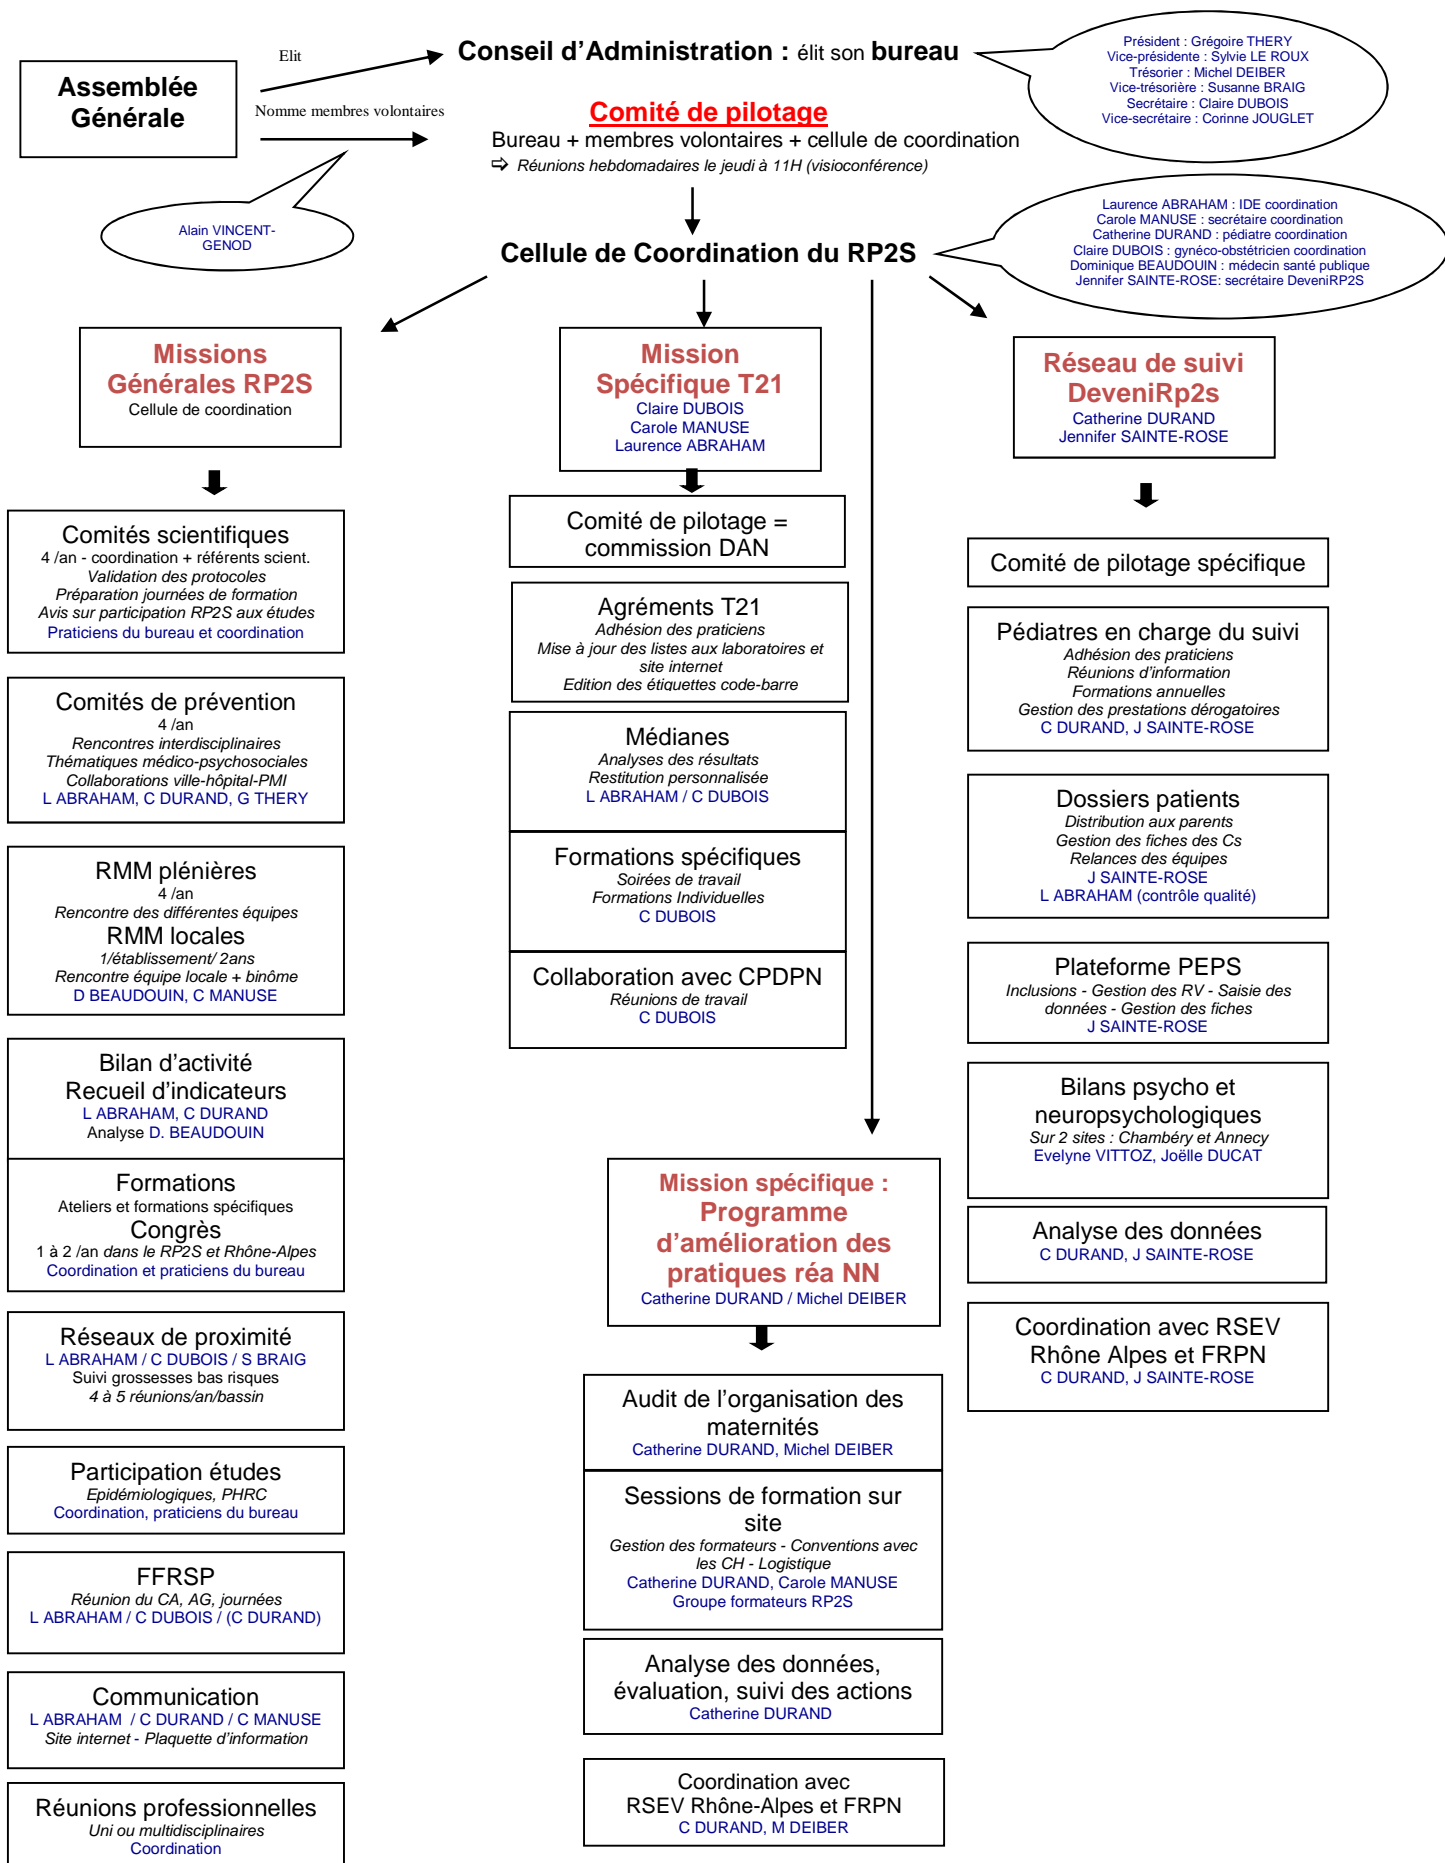 Assemblée
Générale
Elit
Nomme membres volontaires
Conseil d’Administration : élit son bureau
Président : Grégoire THERY
Vice-présidente : Sylvie LE ROUX
Trésorier : Michel DEIBER
Vice-trésorière : Susanne BRAIG
Secrétaire : Claire DUBOIS
Vice-secrétaire : Corinne JOUGLET
Comité de pilotage
Bureau + membres volontaires + cellule de coordination
⇨ Réunions hebdomadaires le jeudi à 11H (visioconférence)
Alain VINCENT-
GENOD
Cellule de Coordination du RP2S
Laurence ABRAHAM : IDE coordination
Carole MANUSE : secrétaire coordination
Catherine DURAND : pédiatre coordination
Claire DUBOIS : gynéco-obstétricien coordination
Dominique BEAUDOUIN : médecin santé publique
Jennifer SAINTE-ROSE: secrétaire DeveniRP2S
Missions
Générales RP2S
Cellule de coordination
Comités scientifiques
4 /an - coordination + référents scient.
Validation des protocoles
Préparation journées de formation
Avis sur participation RP2S aux études
Praticiens du bureau et coordination
Comités de prévention
4 /an
Rencontres interdisciplinaires
Thématiques médico-psychosociales
Collaborations ville-hôpital-PMI
L ABRAHAM, C DURAND, G THERY
RMM plénières
4 /an
Rencontre des différentes équipes
RMM locales
1/établissement/ 2ans
Rencontre équipe locale + binôme
D BEAUDOUIN, C MANUSE
Bilan d’activité
Recueil d’indicateurs
L ABRAHAM, C DURAND
Analyse D. BEAUDOUIN
Formations
Ateliers et formations spécifiques
Congrès
1 à 2 /an dans le RP2S et Rhône-Alpes
Coordination et praticiens du bureau
Réseaux de proximité
L ABRAHAM / C DUBOIS / S BRAIG
Suivi grossesses bas risques
4 à 5 réunions/an/bassin
Participation études
Epidémiologiques, PHRC
Coordination, praticiens du bureau
FFRSP
Réunion du CA, AG, journées
L ABRAHAM / C DUBOIS / (C DURAND)
Communication
L ABRAHAM / C DURAND / C MANUSE
Site internet - Plaquette d’information
Réunions professionnelles
Uni ou multidisciplinaires
Coordination
Mission
Spécifique T21
Claire DUBOIS
Carole MANUSE
Laurence ABRAHAM
Comité de pilotage =
commission DAN
Agréments T21
Adhésion des praticiens
Mise à jour des listes aux laboratoires et
site internet
Edition des étiquettes code-barre
Médianes
Analyses des résultats
Restitution personnalisée
L ABRAHAM / C DUBOIS
Formations spécifiques
Soirées de travail
Formations Individuelles
C DUBOIS
Collaboration avec CPDPN
Réunions de travail
C DUBOIS
Mission spécifique :
Programme
d’amélioration des
pratiques réa NN
Catherine DURAND / Michel DEIBER
Audit de l’organisation des
maternités
Catherine DURAND, Michel DEIBER
Sessions de formation sur
site
Gestion des formateurs - Conventions avec
les CH - Logistique
Catherine DURAND, Carole MANUSE
Groupe formateurs RP2S
Analyse des données,
évaluation, suivi des actions
Catherine DURAND
Coordination avec
RSEV Rhône-Alpes et FRPN
C DURAND, M DEIBER
Réseau de suivi
DeveniRp2s
Catherine DURAND
Jennifer SAINTE-ROSE
Comité de pilotage spécifique
Pédiatres en charge du suivi
Adhésion des praticiens
Réunions d’information
Formations annuelles
Gestion des prestations dérogatoires
C DURAND, J SAINTE-ROSE
Dossiers patients
Distribution aux parents
Gestion des fiches des Cs
Relances des équipes
J SAINTE-ROSE
L ABRAHAM (contrôle qualité)
Plateforme PEPS
Inclusions - Gestion des RV - Saisie des
données - Gestion des fiches
J SAINTE-ROSE
Bilans psycho et
neuropsychologiques
Sur 2 sites : Chambéry et Annecy
Evelyne VITTOZ, Joëlle DUCAT
Analyse des données
C DURAND, J SAINTE-ROSE
Coordination avec RSEV
Rhône Alpes et FRPN
C DURAND, J SAINTE-ROSE